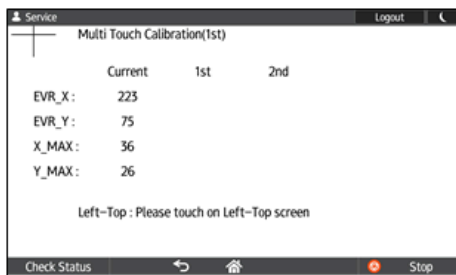 Service Logout
Multi Touch Calibration(1st)
Current 1st 2nd
EVR_X : 223
EVR_Y : 75
X_MAX : 36
Y_MAX : 26
Left-Top : Please touch on Left-Top screen
Check Status Stop